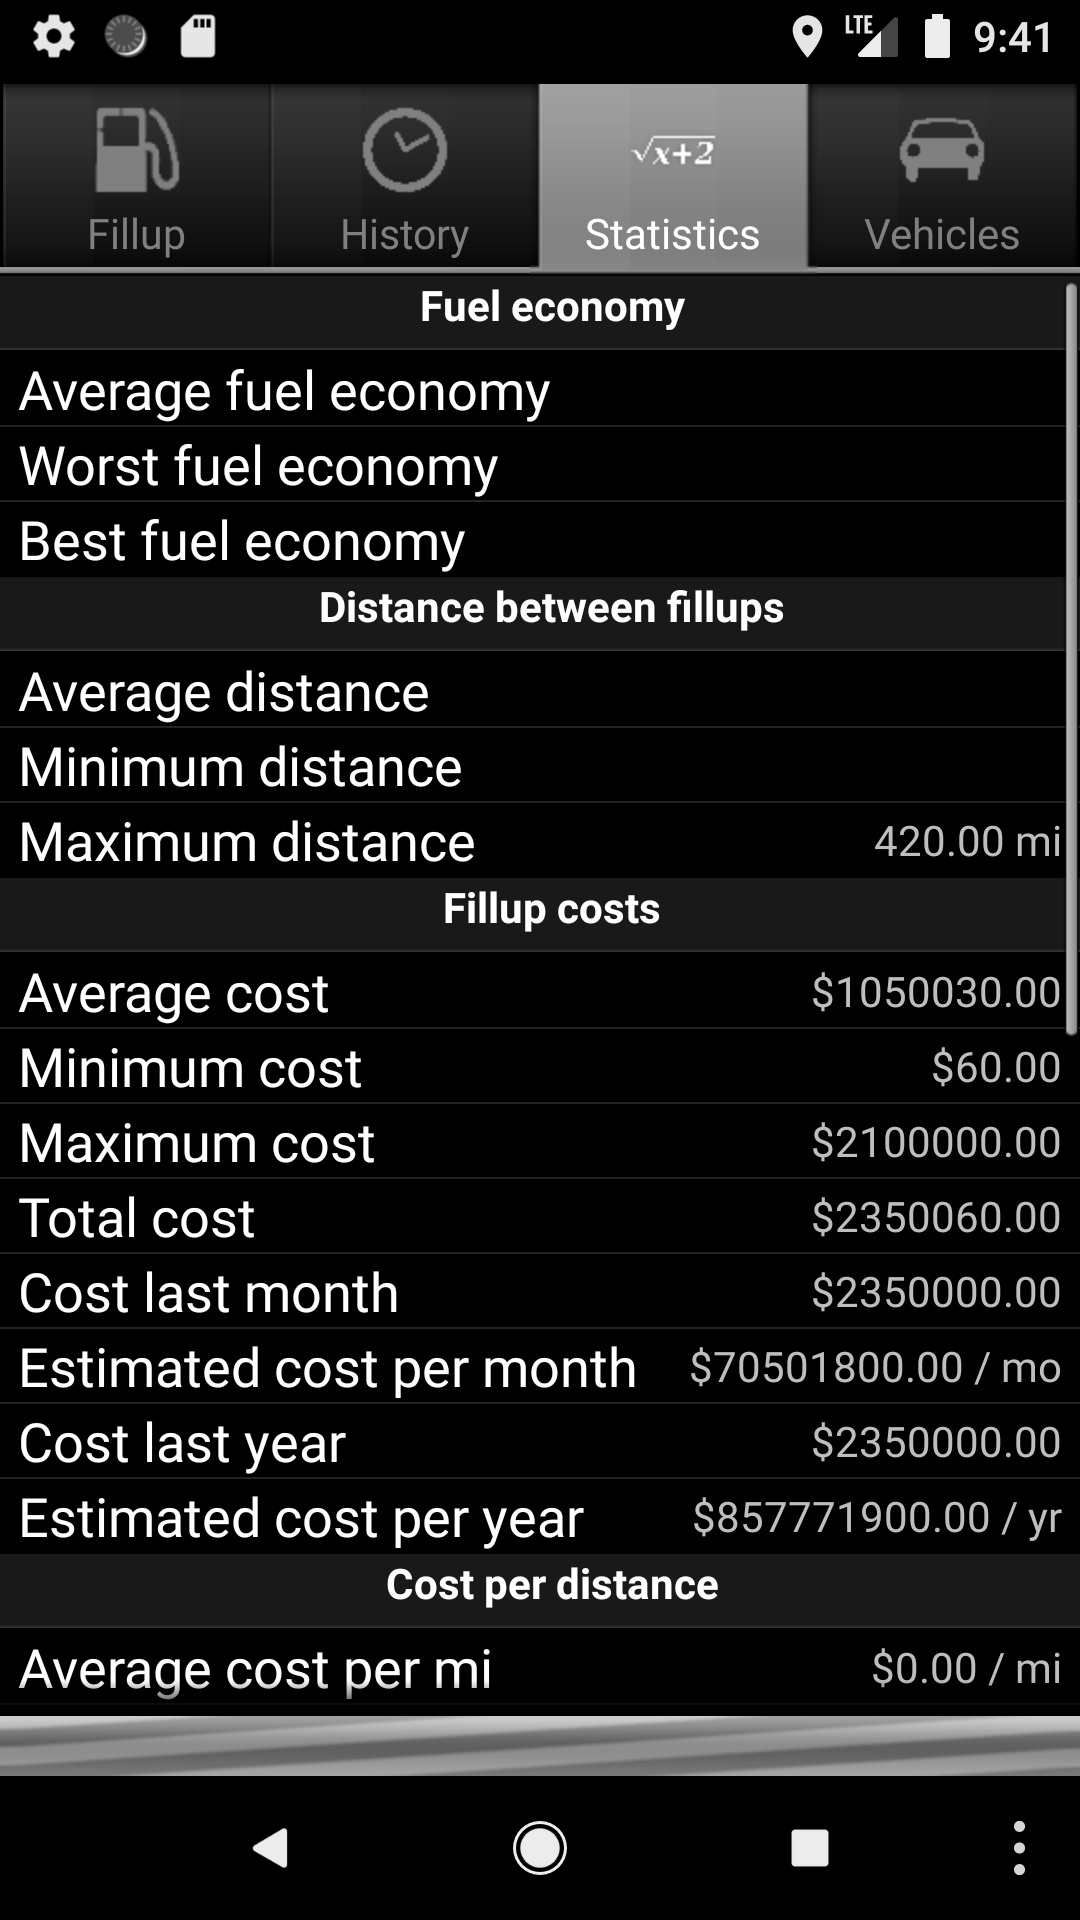 LTE 9:41
√x+2
Fillup History Statistics Vehicles
Fuel economy
Average fuel economy
Worst fuel economy
Best fuel economy
Distance between fillups
Average distance
Minimum distance
Maximum distance 420.00 mi
Fillup costs
Average cost $1050030.00
Minimum cost $60.00
Maximum cost $2100000.00
Total cost $2350060.00
Cost last month $2350000.00
Estimated cost per month $70501800.00 / mo
Cost last year $2350000.00
Estimated cost per year $857771900.00 / yr
Cost per distance
Average cost per mi $0.00 / mi